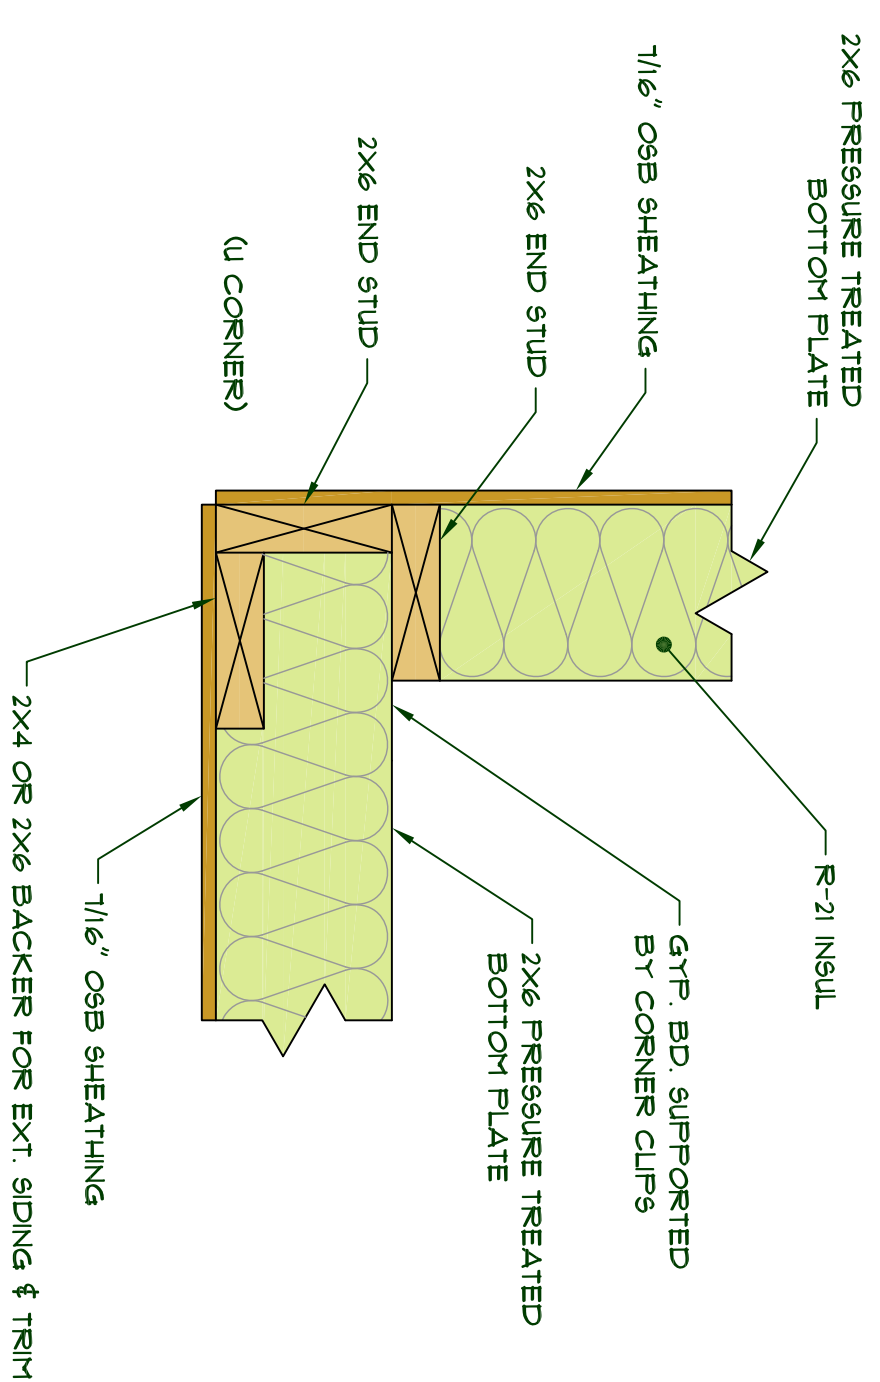 2X6 PRESSURE TREATED
BOTTOM PLATE
7/16" OSB SHEATHING
2X6 END STUD
2X6 END STUD
(U CORNER)
R-21 INSUL
GYP. BD. SUPPORTED
BY CORNER CLIPS
2X6 PRESSURE TREATED
BOTTOM PLATE
7/16" OSB SHEATHING
2X4 OR 2X6 BACKER FOR EXT. SIDING & TRIM